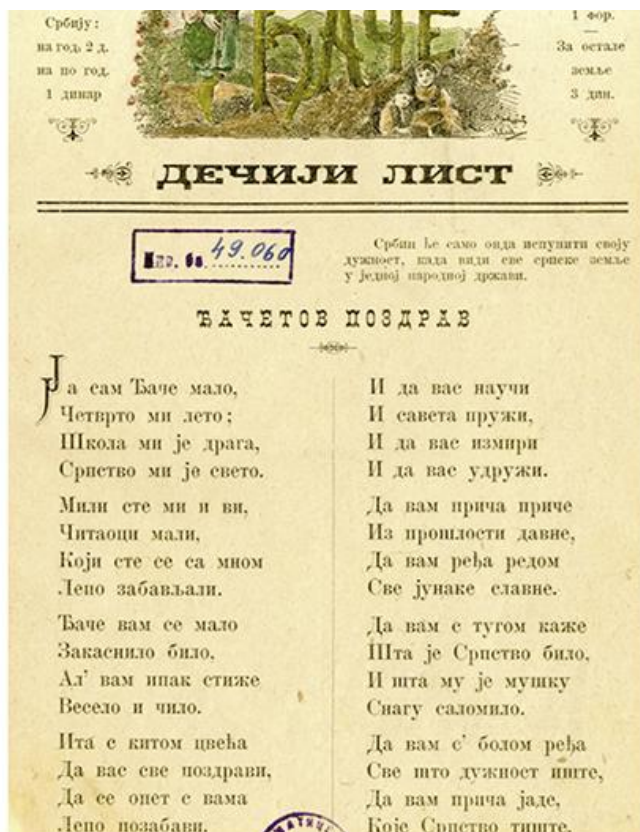 Србију:
на год. 2 д.
на по год.
1 динар
ЂАЧЕ
1 фор.
За остале
земље
3 дин.
ДЕЧИЈИ ЛИСТ
Инв. бр. 49.060
Србин ће само онда испунити своју
дужност, када види све српске земље
у једној народној држави.
ЂАЧЕТОВ ПОЗДРАВ
Ја сам Ђаче мало,
Четврто ми лето;
Школа ми је драга,
Српство ми је свето.
Мили сте ми и ви,
Читаоци мали,
Који сте се са мном
Лепо забављали.
Ђаче вам се мало
Закаснило било,
Ал' вам ипак стиже
Весело и чило.
Ита с китом цвећа
Да вас све поздрави,
Да се опет с вама
Лепо позабави.
И да вас научи
И савета пружи,
И да вас измири
И да вас удружи.
Да вам прича приче
Из прошлости давне,
Да вам ређа редом
Све јунаке славне.
Да вам с тугом каже
Шта је Српство било,
И шта му је мушку
Снагу саломило.
Да вам с' болом ређа
Све што дужност иште,
Да вам прича јаде,
Које Српство тиште,